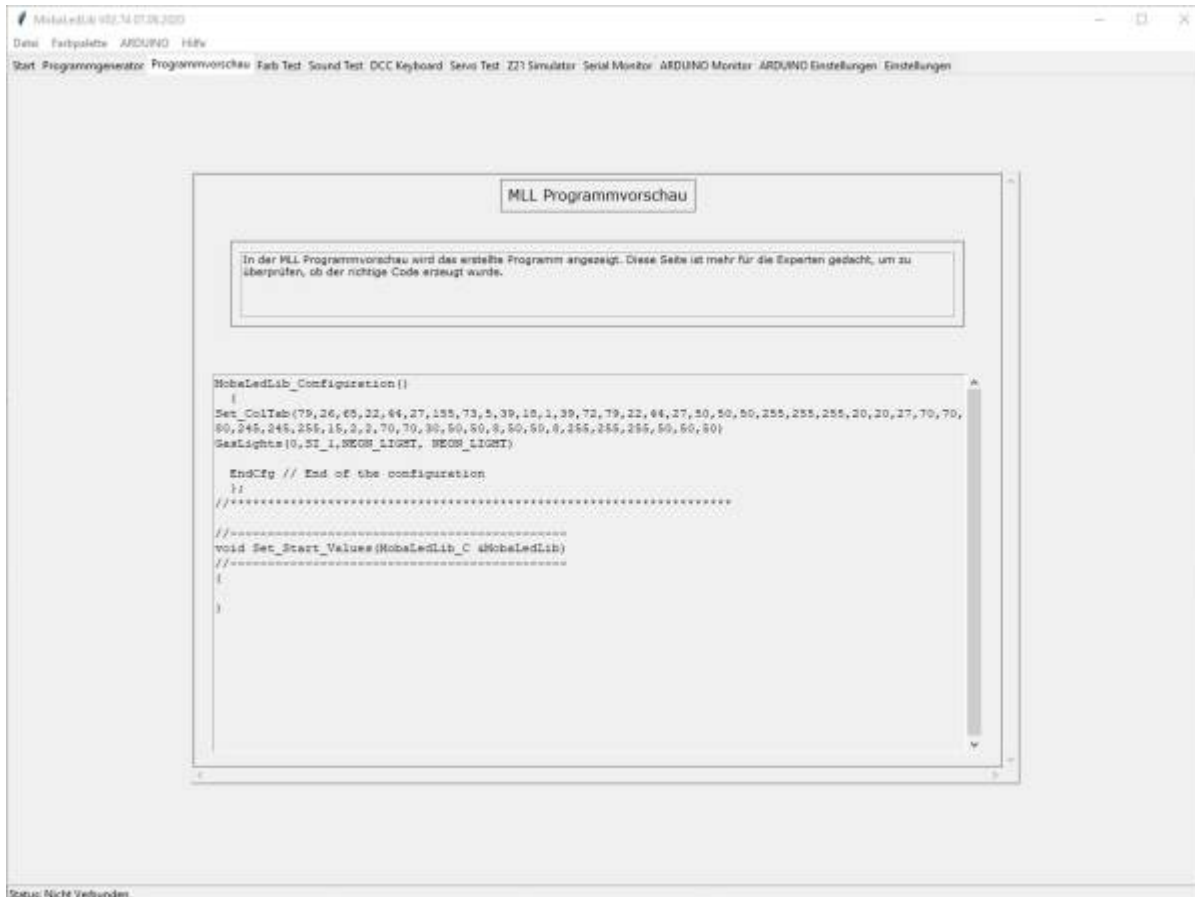 MobaLedLib V02.74 07.06.2020
Datei Farbpalette ARDUINO Hilfe
Start Programmgenerator Programmvorschau Farb Test Sound Test DCC Keyboard Servo Test Z21 Simulator Serial Monitor ARDUINO Monitor ARDUINO Einstellungen Einstellungen
MLL Programmvorschau
In der MLL Programmvorschau wird das erstellte Programm angezeigt. Diese Seite ist mehr für die Experten gedacht, um zu
überprüfen, ob der richtige Code erzeugt wurde.
MobaLedLib_Configuration()
{
Set_ColTab(79,26,65,22,44,27,155,73,5,39,18,1,39,72,79,22,44,27,50,50,50,255,255,255,20,20,27,70,70,
80,245,245,255,15,2,2,70,70,30,50,50,8,50,50,8,255,255,255,50,50,50)
GasLights(0,SI_1,NEON_LIGHT, NEON_LIGHT)
EndCfg // End of the configuration
};
//*******************************************************************
//---------------------------------------------
void Set_Start_Values(MobaLedLib_C &MobaLedLib)
//---------------------------------------------
{
}
Status: Nicht Verbunden